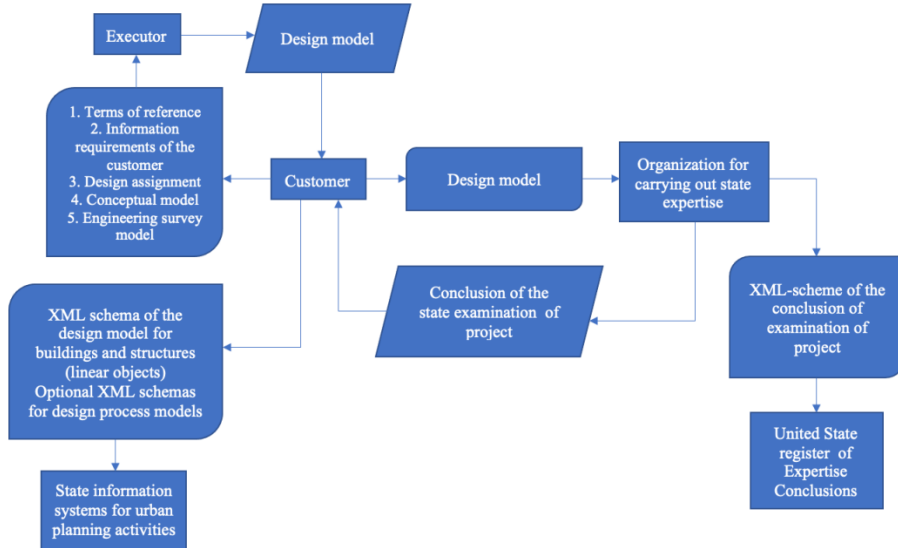 Executor
Design model
1. Terms of reference
2. Information
requirements of the
customer
3. Design assignment
4. Conceptual model
5. Engineering survey
model
Customer
Design model
Organization for
carrying out state
expertise
Conclusion of the
state examination of
project
XML-scheme of the
conclusion of
examination of
project
XML schema of the
design model for
buildings and structures
(linear objects)
Optional XML schemas
for design process models
United State
register of
Expertise
Conclusions
State information
systems for urban
planning activities